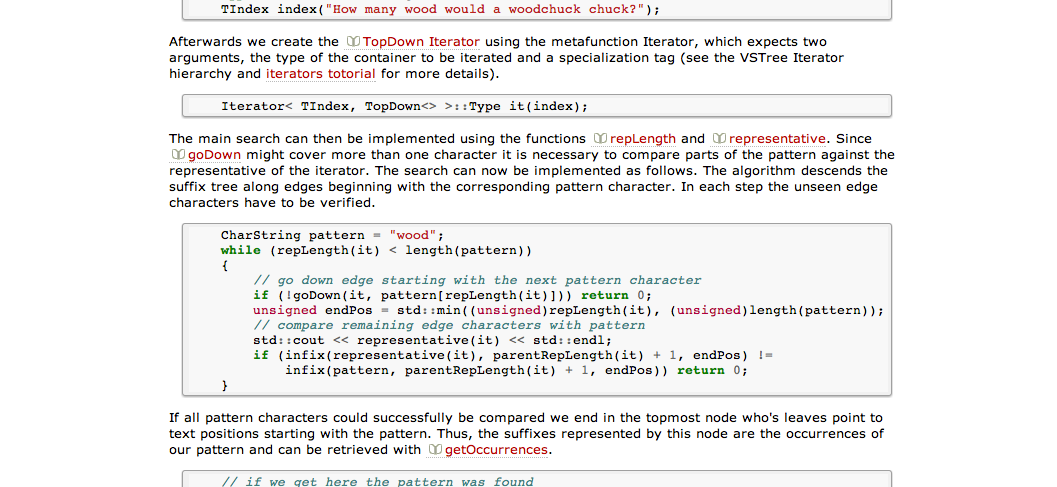 TIndex index("How many wood would a woodchuck chuck?");
Afterwards we create the TopDown Iterator using the metafunction Iterator, which expects two
arguments, the type of the container to be iterated and a specialization tag (see the VSTree Iterator
hierarchy and iterators totorial for more details).
Iterator< TIndex, TopDown<> >::Type it(index);
The main search can then be implemented using the functions repLength and representative. Since
goDown might cover more than one character it is necessary to compare parts of the pattern against the
representative of the iterator. The search can now be implemented as follows. The algorithm descends the
suffix tree along edges beginning with the corresponding pattern character. In each step the unseen edge
characters have to be verified.
CharString pattern = "wood";
while (repLength(it) < length(pattern))
{
// go down edge starting with the next pattern character
if (!goDown(it, pattern[repLength(it)])) return 0;
unsigned endPos = std::min((unsigned)repLength(it), (unsigned)length(pattern));
// compare remaining edge characters with pattern
std::cout << representative(it) << std::endl;
if (infix(representative(it), parentRepLength(it) + 1, endPos) !=
infix(pattern, parentRepLength(it) + 1, endPos)) return 0;
}
If all pattern characters could successfully be compared we end in the topmost node who's leaves point to
text positions starting with the pattern. Thus, the suffixes represented by this node are the occurrences of
our pattern and can be retrieved with getOccurrences.
// if we get here the pattern was found